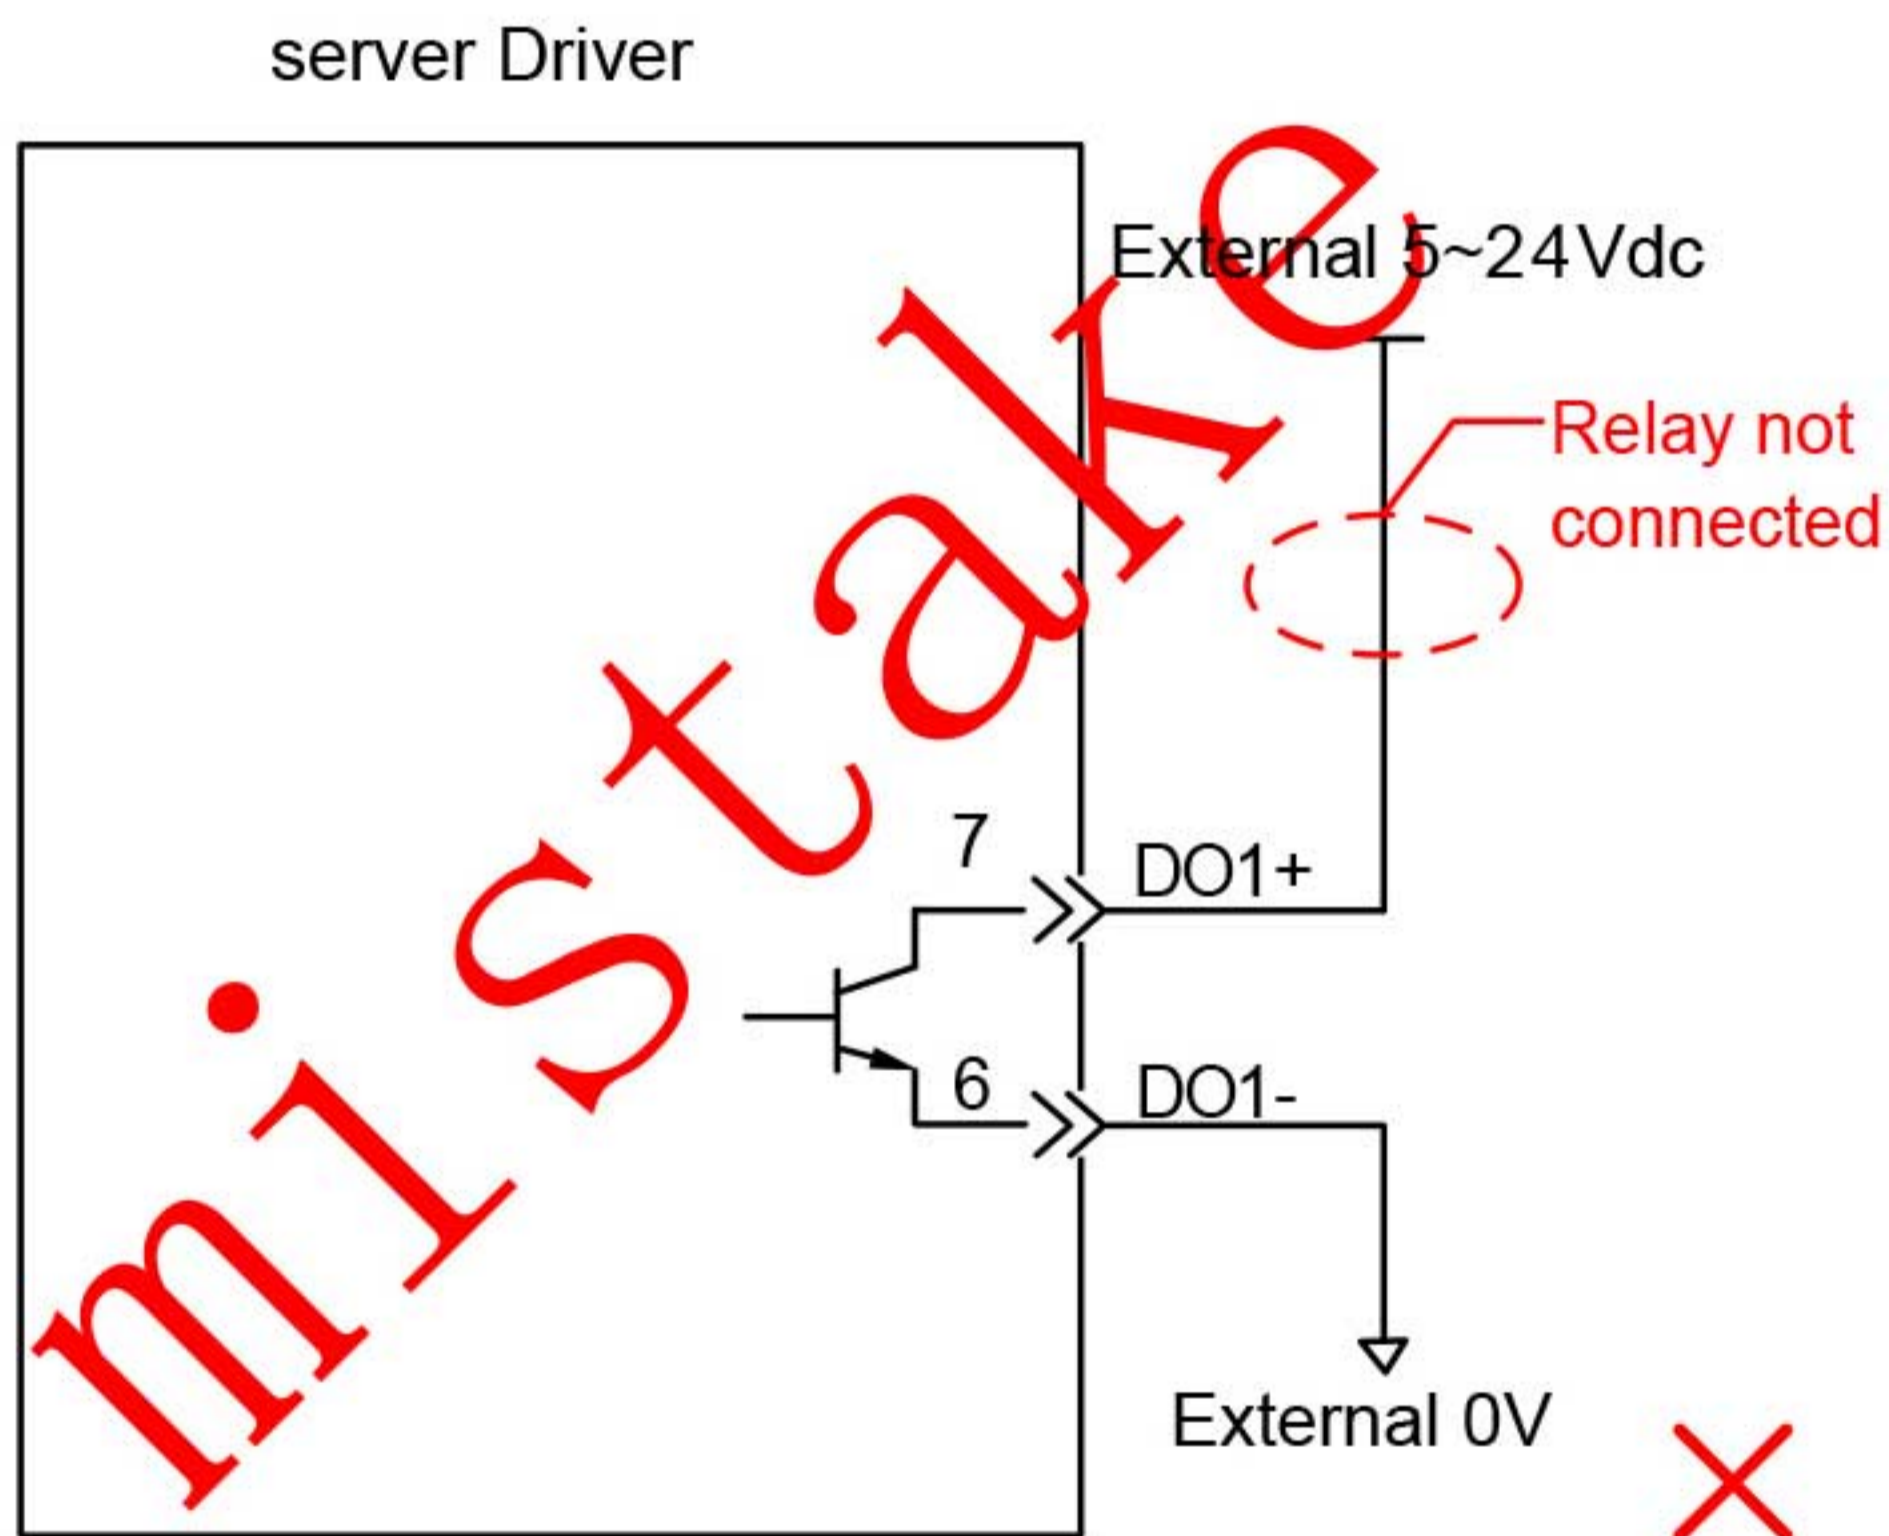 server Driver
External 5~24Vdc
Relay not
connected
mistake
7
DO1+
6
DO1-
External 0V